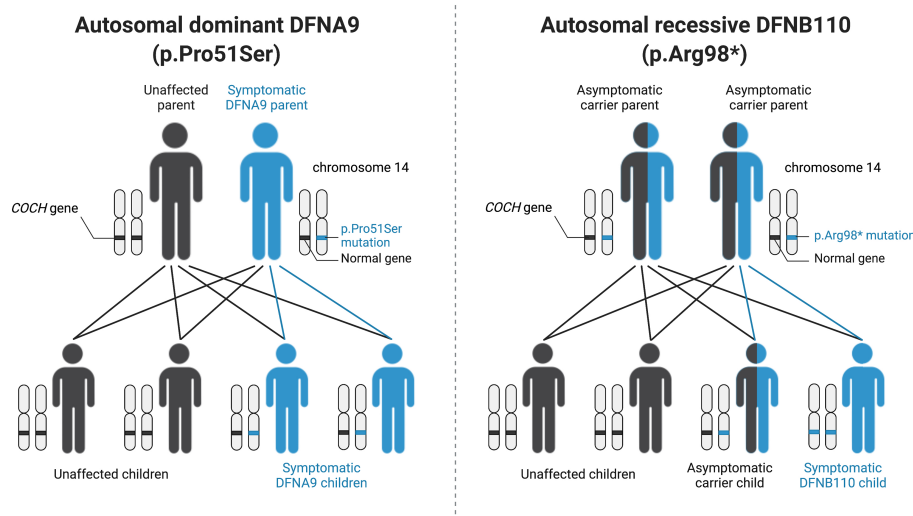 Autosomal dominant DFNA9
(p.Pro51Ser)
Unaffected
parent
Symptomatic
DFNA9 parent
chromosome 14
COCH gene
p.Pro51Ser
mutation
Normal gene
Unaffected children
Symptomatic
DFNA9 children
Autosomal recessive DFNB110
(p.Arg98*)
Asymptomatic
carrier parent
Asymptomatic
carrier parent
chromosome 14
COCH gene
p.Arg98* mutation
Normal gene
Unaffected children
Asymptomatic
carrier child
Symptomatic
DFNB110 child